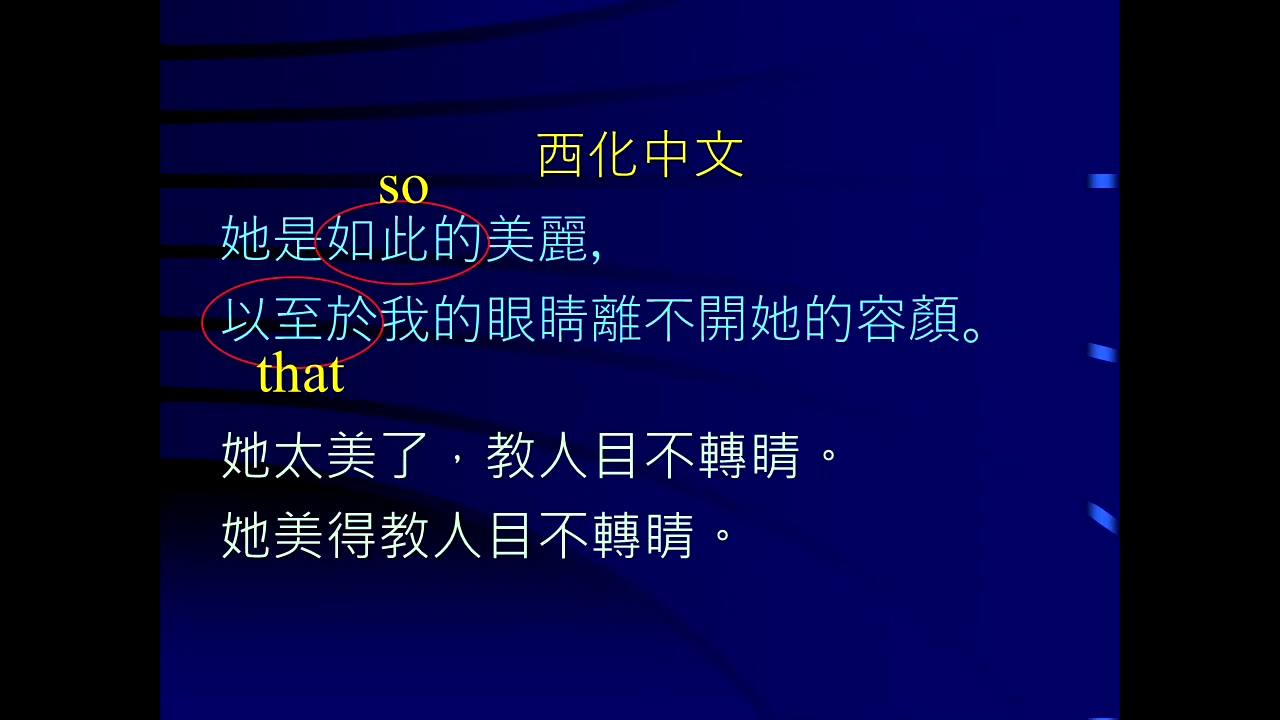 西化中文
so
她是如此的美麗,
以至於我的眼睛離不開她的容顏。
that
她太美了，教人目不轉睛。
她美得教人目不轉睛。